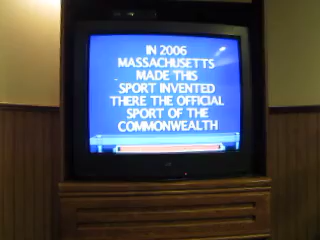 IN 2006
MASSACHUSETTS
MADE THIS
SPORT INVENTED
THERE THE OFFICIAL
SPORT OF THE
COMMONWEALTH